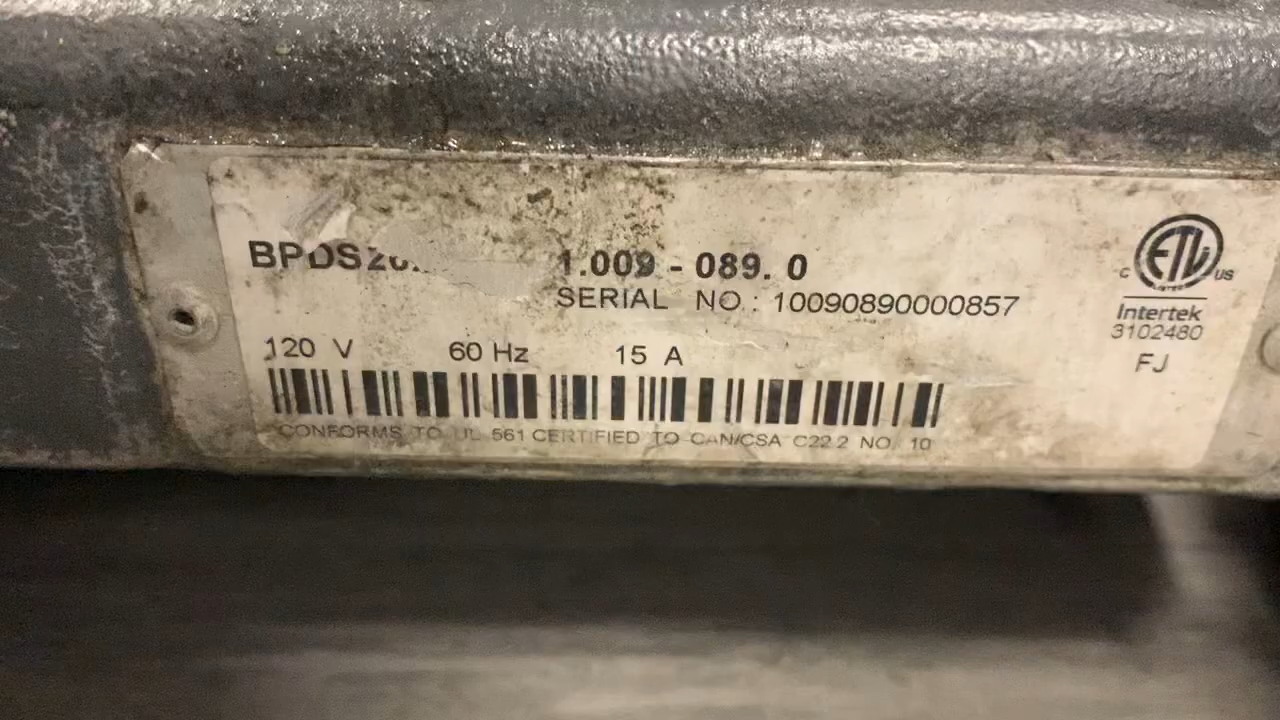 1.009 - 089. 0
SERIAL NO.: 10090890000857
120 V 60 Hz 15 A
CONFORMS TO UL 561 CERTIFIED TO CAN/CSA C22.2 NO. 10
C ETL US
LISTED
Intertek
3102480
FJ